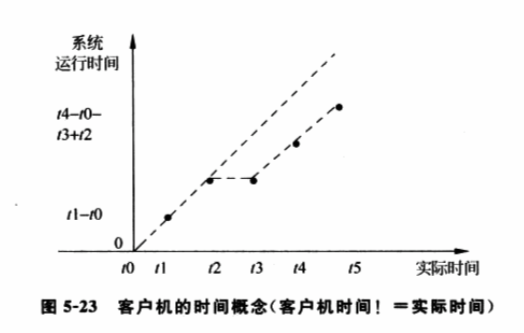 系统
运行时间
t4-t0-
t3+t2
t1-t0
0
t0 t1 t2 t3 t4 t5 实际时间
图 5-23 客户机的时间概念(客户机时间! =实际时间)